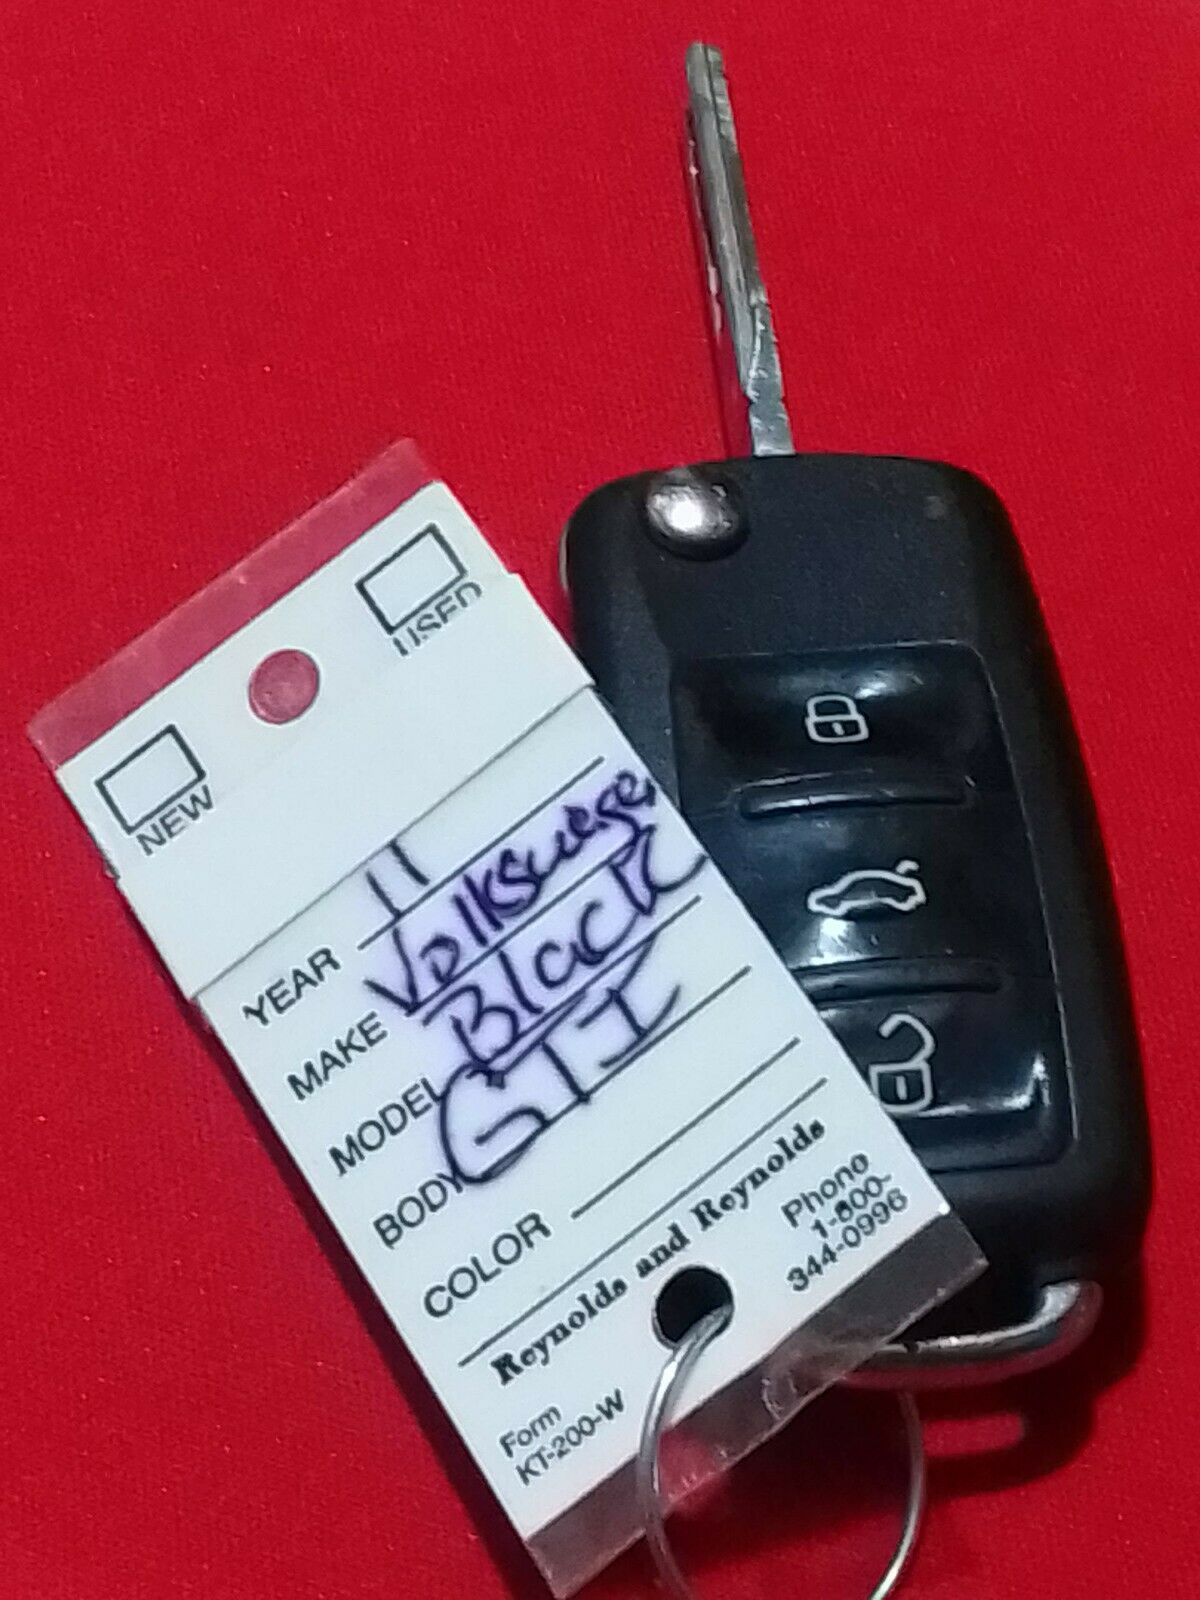 NEW USED
YEAR 11
MAKE Volkswage
MODEL Black
BODY GTI
COLOR
Reynolds and Reynolds
Form
KT-200-W
Phone
1-800-
344-0996